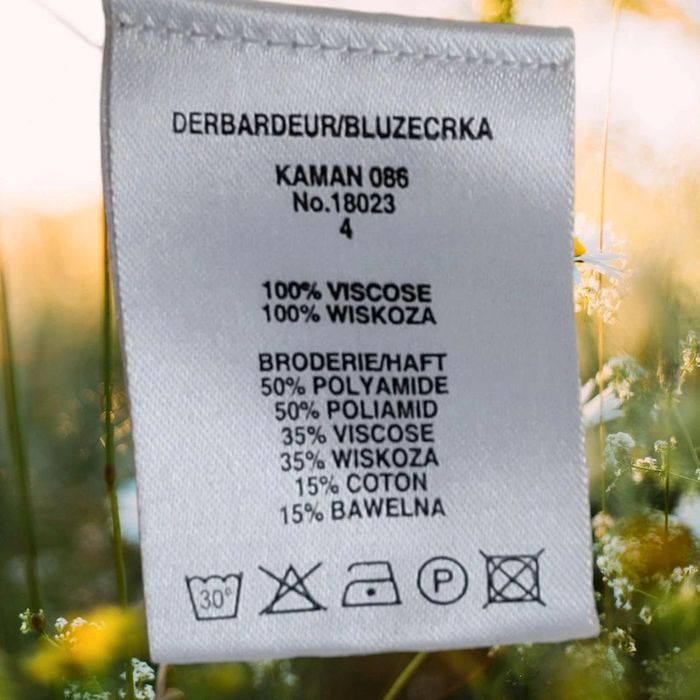 DERBARDEUR/BLUZECRKA
KAMAN 086
No.18023
4
100% VISCOSE
100% WISKOZA
BRODERIE/HAFT
50% POLYAMIDE
50% POLIAMID
35% VISCOSE
35% WISKOZA
15% COTON
15% BAWELNA
30° P